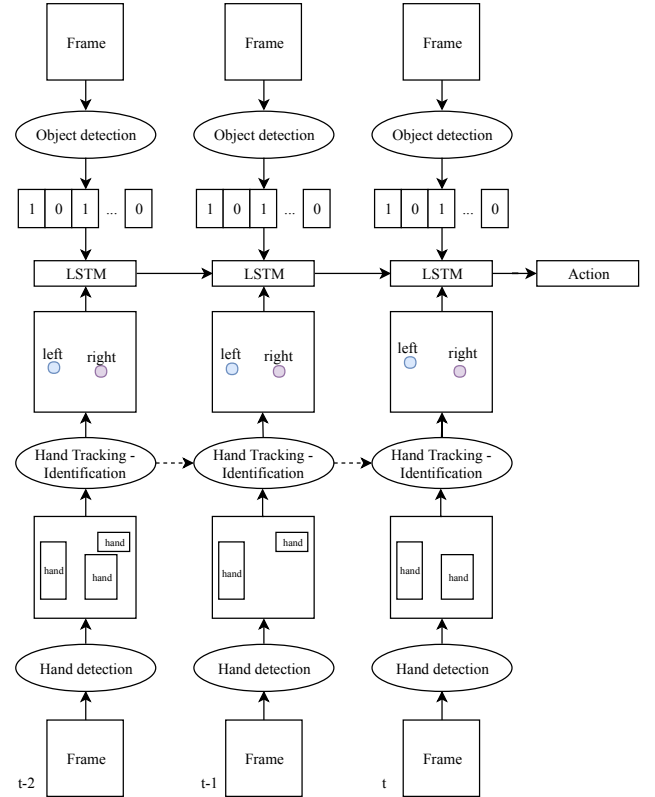 Frame Frame Frame
Object detection Object detection Object detection
1 0 1 ... 0 1 0 1 ... 0 1 0 1 ... 0
LSTM LSTM LSTM Action
left right left right left right
Hand Tracking - Hand Tracking - Hand Tracking -
Identification Identification Identification
hand hand hand
hand hand hand hand
Hand detection Hand detection Hand detection
Frame Frame Frame
t-2 t-1 t